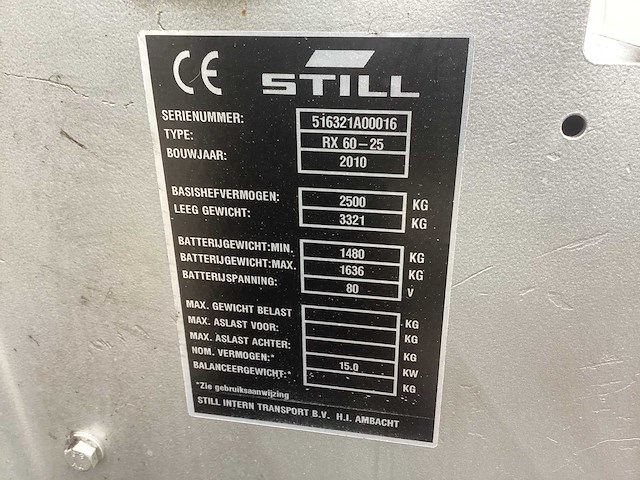 CE
STILL
SERIENUMMER: 516321A00016
TYPE: RX 60-25
BOUWJAAR: 2010
BASISHEFVERMOGEN: 2500 KG
LEEG GEWICHT: 3321 KG
BATTERIJGEWICHT:MIN. 1480 KG
BATTERIJGEWICHT:MAX. 1636 KG
BATTERIJSPANNING: 80 V
MAX. GEWICHT BELAST KG
MAX. ASLAST VOOR: KG
MAX. ASLAST ACHTER: KG
NOM. VERMOGEN:* 15.0 KW
BALANCEERGEWICHT:* KG
*Zie gebruiksaanwijzing
STILL INTERN TRANSPORT B.V. H.I. AMBACHT